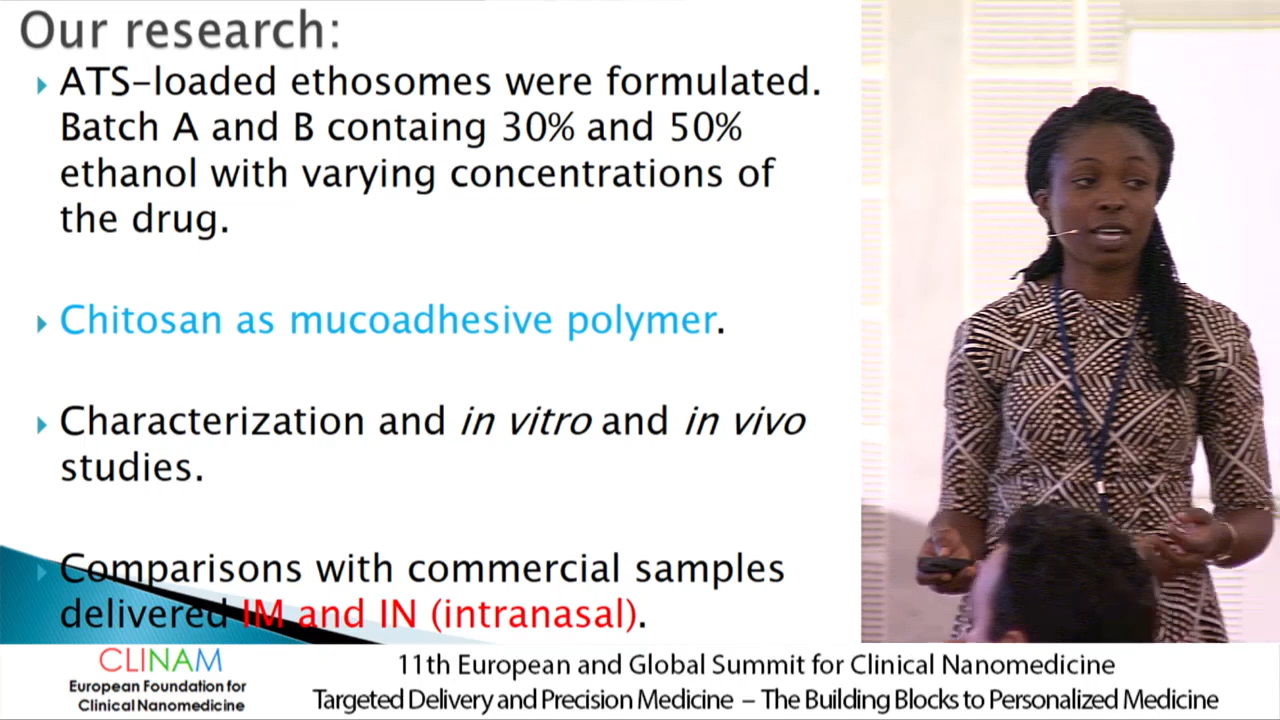 Our research:
ATS-loaded ethosomes were formulated.
Batch A and B containg 30% and 50%
ethanol with varying concentrations of
the drug.
Chitosan as mucoadhesive polymer.
Characterization and in vitro and in vivo
studies.
Comparisons with commercial samples
delivered IM and IN (intranasal).
CLINAM
European Foundation for
Clinical Nanomedicine
11th European and Global Summit for Clinical Nanomedicine
Targeted Delivery and Precision Medicine – The Building Blocks to Personalized Medicine